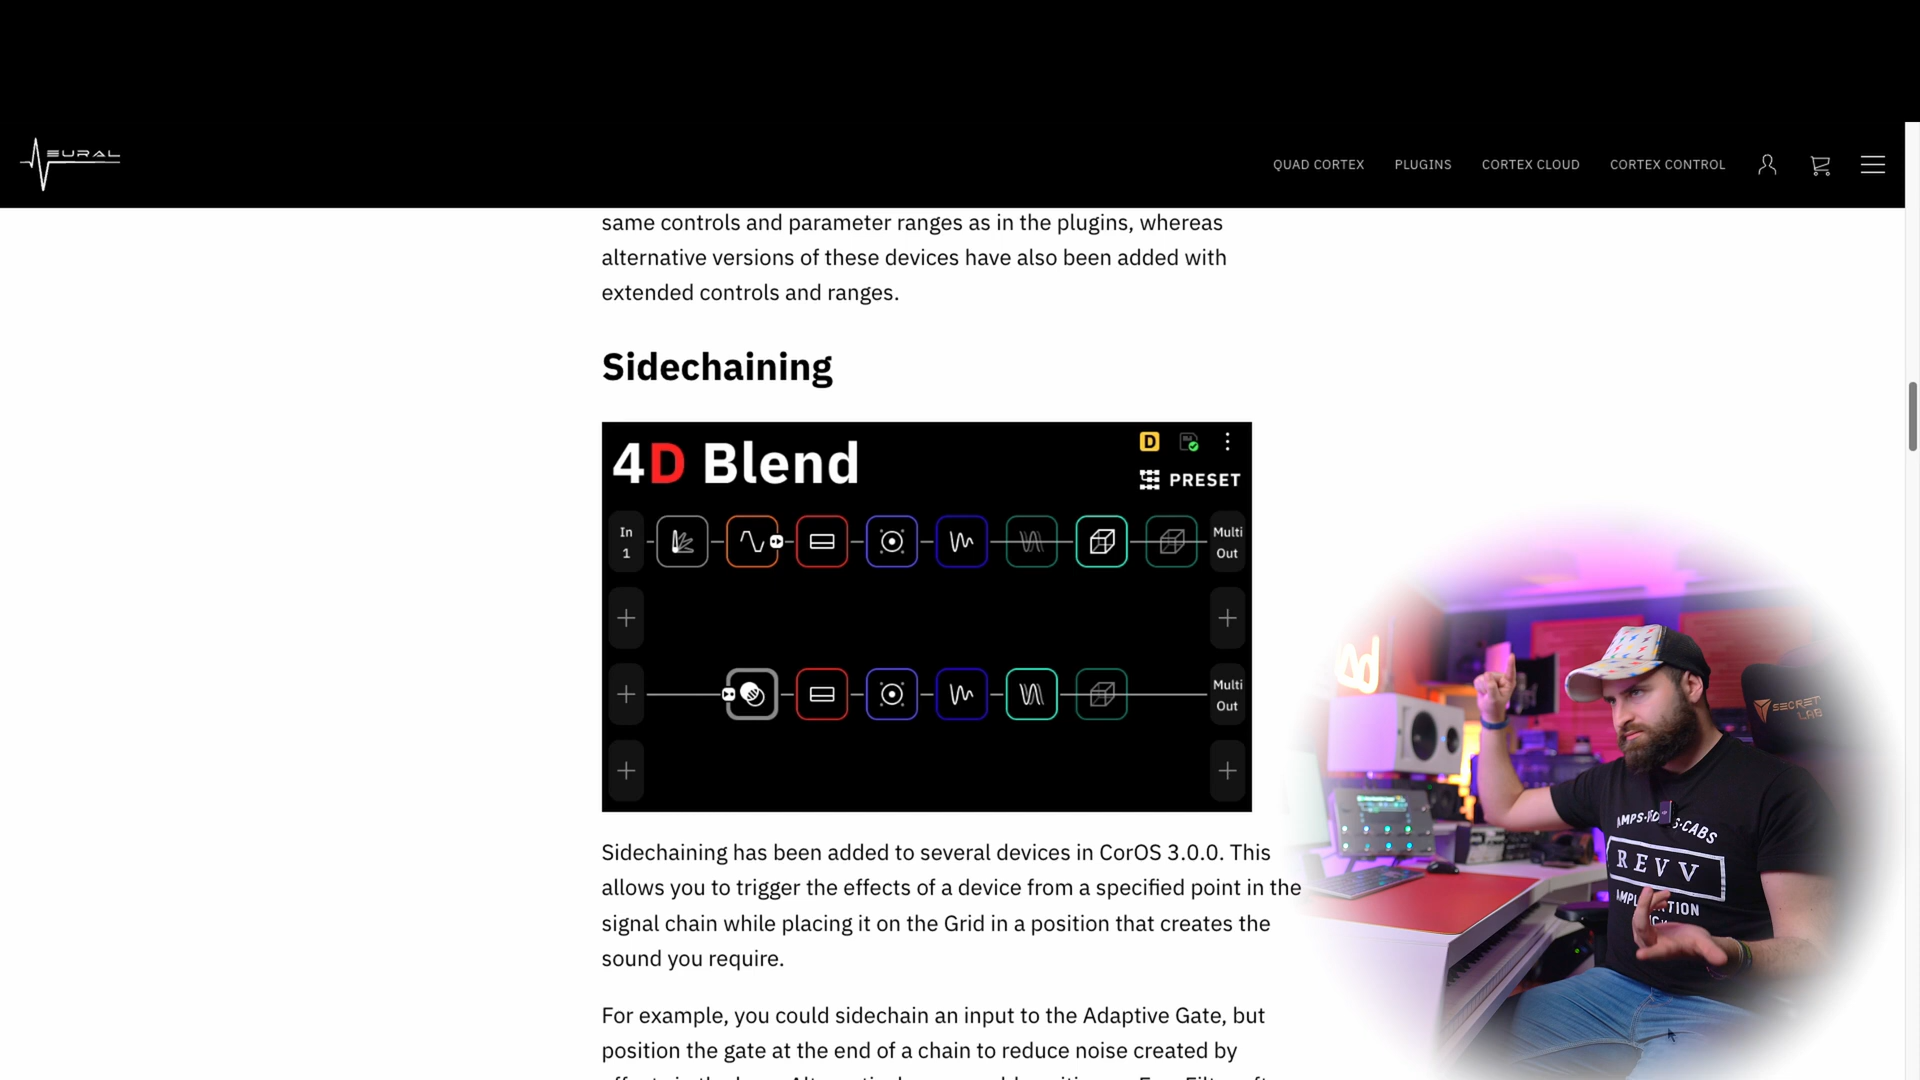 EURAL
QUAD CORTEX
PLUGINS
CORTEX CLOUD
CORTEX CONTROL
same controls and parameter ranges as in the plugins, whereas
alternative versions of these devices have also been added with
extended controls and ranges.
Sidechaining
4D Blend
D
PRESET
In
1
Multi
Out
Multi
Out
Sidechaining has been added to several devices in CorOS 3.0.0. This
allows you to trigger the effects of a device from a specified point in the
signal chain while placing it on the Grid in a position that creates the
sound you require.
For example, you could sidechain an input to the Adaptive Gate, but
position the gate at the end of a chain to reduce noise created by
SECRET
LAB
REVV